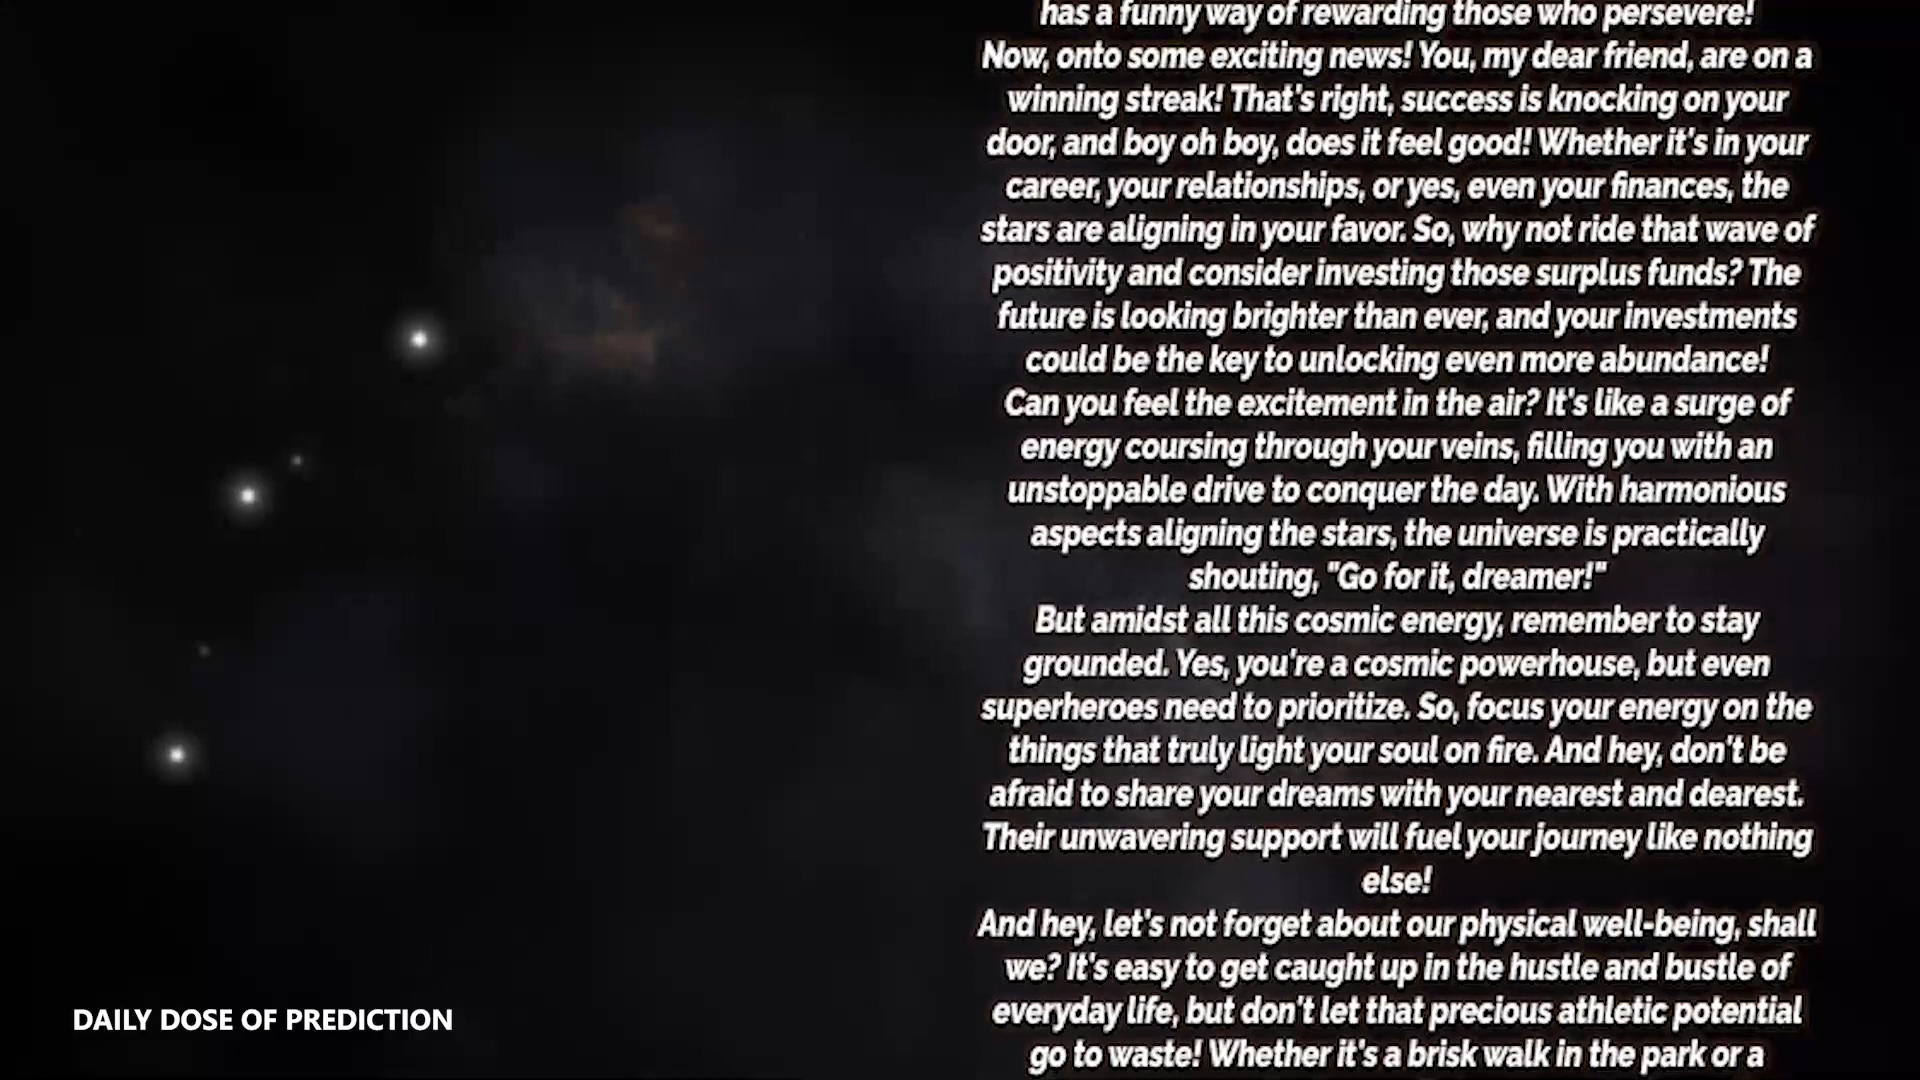 has a funny way of rewarding those who persevere!
Now, onto some exciting news! You, my dear friend, are on a
winning streak! That's right, success is knocking on your
door, and boy oh boy, does it feel good! Whether it's in your
career, your relationships, or yes, even your finances, the
stars are aligning in your favor. So, why not ride that wave of
positivity and consider investing those surplus funds? The
future is looking brighter than ever, and your investments
could be the key to unlocking even more abundance!
Can you feel the excitement in the air? It's like a surge of
energy coursing through your veins, filling you with an
unstoppable drive to conquer the day. With harmonious
aspects aligning the stars, the universe is practically
shouting, "Go for it, dreamer!"
But amidst all this cosmic energy, remember to stay
grounded. Yes, you're a cosmic powerhouse, but even
superheroes need to prioritize. So, focus your energy on the
things that truly light your soul on fire. And hey, don't be
afraid to share your dreams with your nearest and dearest.
Their unwavering support will fuel your journey like nothing
else!
And hey, let's not forget about our physical well-being, shall
we? It's easy to get caught up in the hustle and bustle of
everyday life, but don't let that precious athletic potential
go to waste! Whether it's a brisk walk in the park or a
DAILY DOSE OF PREDICTION